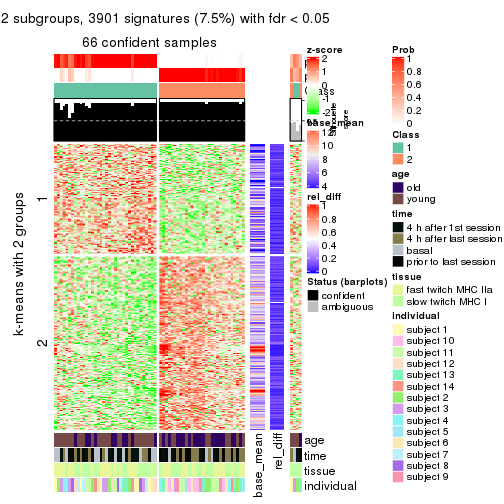 2 subgroups, 3901 signatures (7.5%) with fdr < 0.05
66 confident samples
k-means with 2 groups
1
2
base_mean
rel_diff
age
time
tissue
individual
z-score
2
1
0
-1
-2
base_mean
12
10
8
6
4
rel_diff
1
0.8
0.6
0.4
0.2
0
Status (barplots)
confident
ambiguous
Silhouette
score
Prob
1
0.8
0.6
0.4
0.2
0
Class
1
2
age
old
young
time
4 h after 1st session
4 h after last session
basal
prior to last session
tissue
fast twitch MHC IIa
slow twitch MHC I
individual
subject 1
subject 10
subject 11
subject 12
subject 13
subject 14
subject 2
subject 3
subject 4
subject 5
subject 6
subject 7
subject 8
subject 9